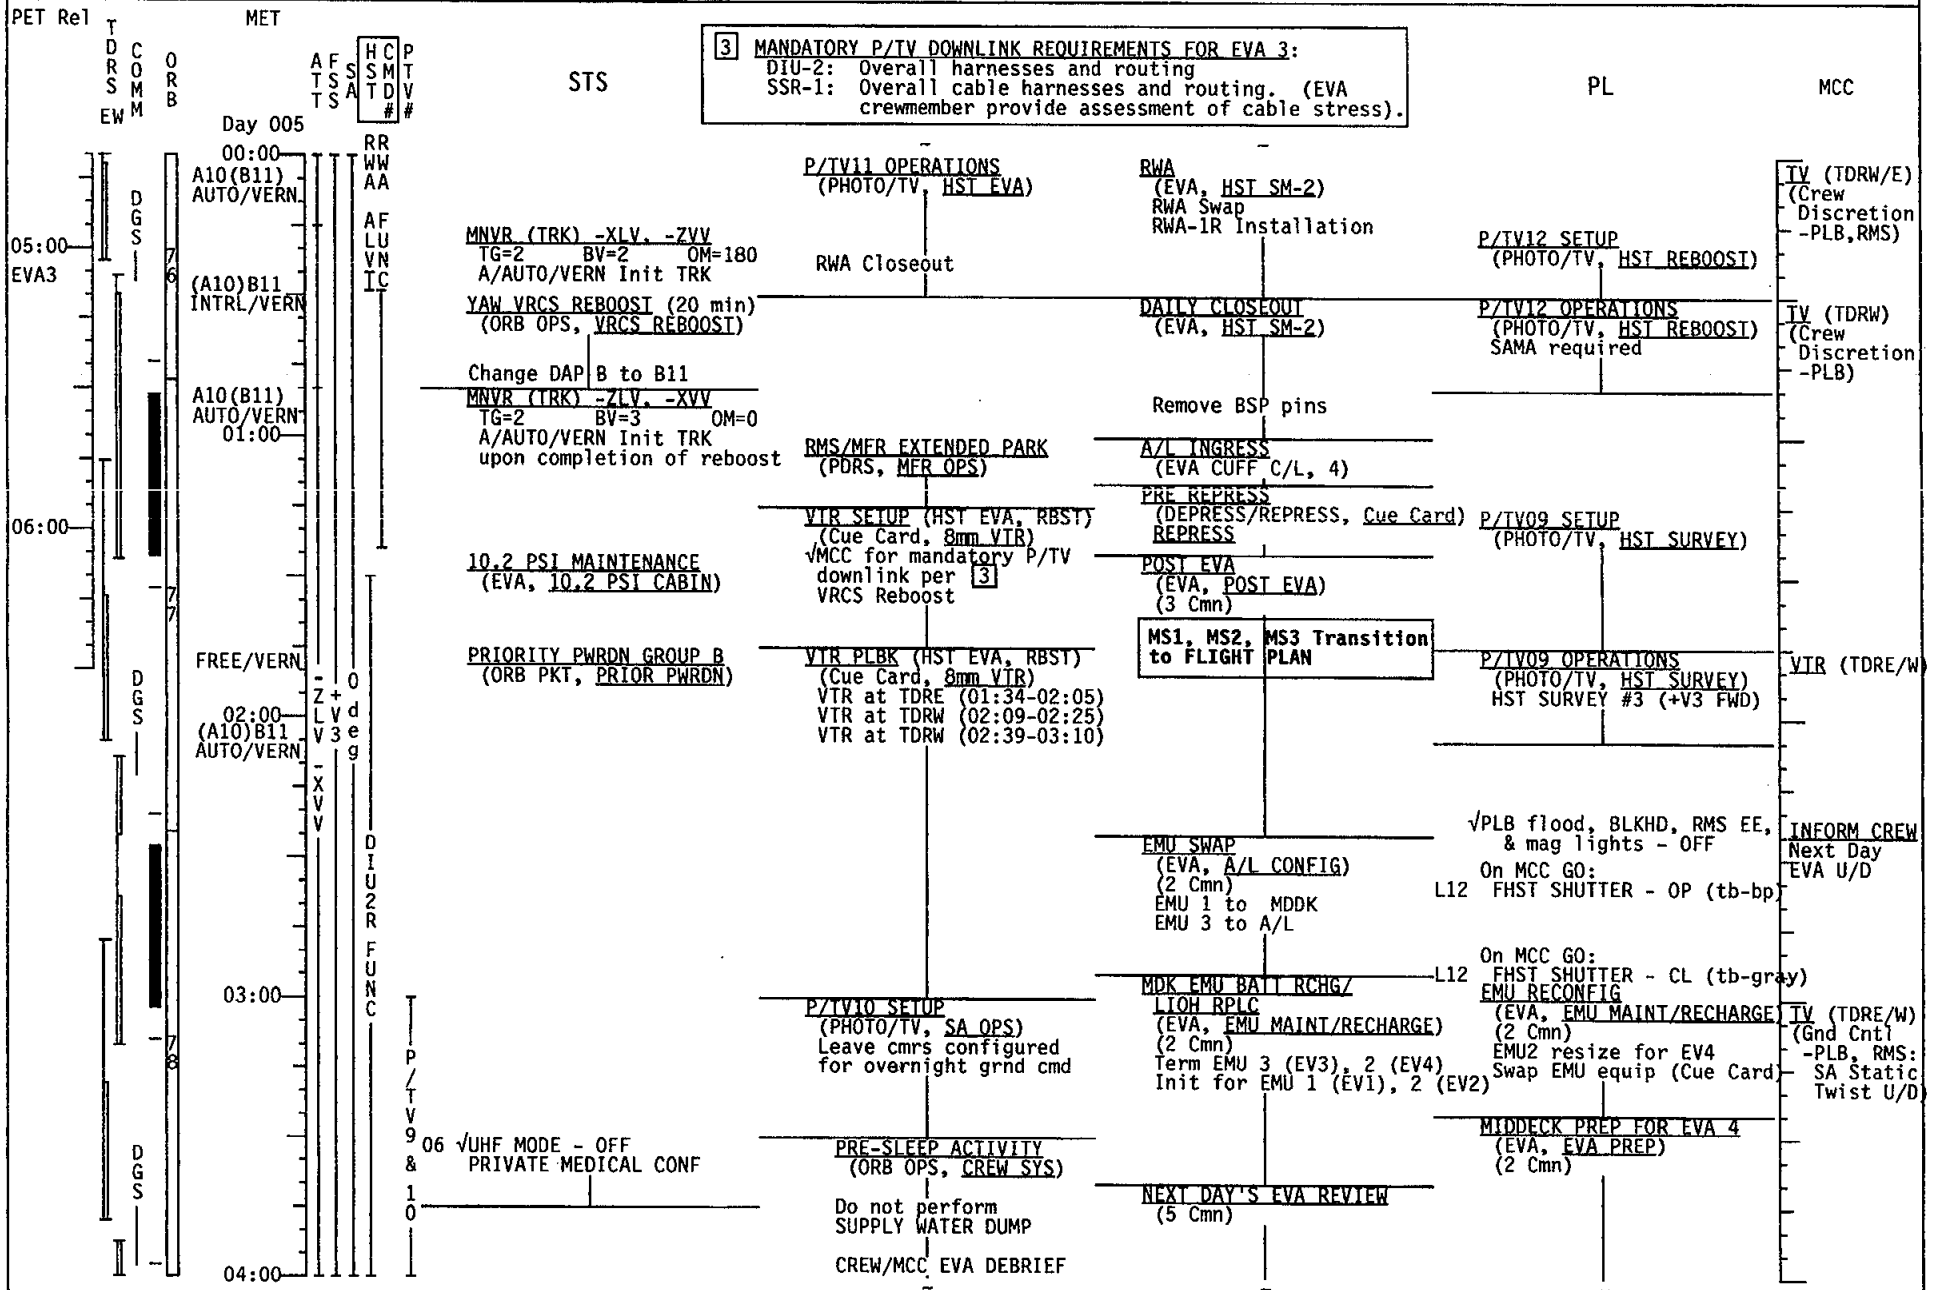 PET Rel
TDRS EW
COMM
ORB
MET
ATT
FSS
SA
HST CMD#
PTV#
STS
3 MANDATORY P/TV DOWNLINK REQUIREMENTS FOR EVA 3:
DIU-2: Overall harnesses and routing
SSR-1: Overall cable harnesses and routing. (EVA
crewmember provide assessment of cable stress).
PL
MCC
Day 005
00:00
A10(B11)
AUTO/VERN
05:00
EVA3
(A10)B11
INTRL/VERN
A10(B11)
AUTO/VERN
01:00
06:00
FREE/VERN
02:00
(A10)B11
AUTO/VERN
03:00
04:00
DGS
DGS
DGS
76
77
78
-ZLV -XVV
+V3
0 deg
RWA FUNC
RWA ALVT
DIU2R FUNC
P/TV9 & 10
MNVR (TRK) -XLV, -ZVV
TG=2 BV=2 OM=180
A/AUTO/VERN Init TRK
YAW VRCS REBOOST (20 min)
(ORB OPS, VRCS REBOOST)
Change DAP B to B11
MNVR (TRK) -ZLV, -XVV
TG=2 BV=3 OM=0
A/AUTO/VERN Init TRK
upon completion of reboost
10.2 PSI MAINTENANCE
(EVA, 10.2 PSI CABIN)
PRIORITY PWRDN GROUP B
(ORB PKT, PRIOR PWRDN)
06 √UHF MODE - OFF
PRIVATE MEDICAL CONF
P/TV11 OPERATIONS
(PHOTO/TV, HST EVA)
RWA Closeout
RMS/MFR EXTENDED PARK
(PDRS, MFR OPS)
VTR SETUP (HST EVA, RBST)
(Cue Card, 8mm VTR)
√MCC for mandatory P/TV
downlink per 3
VRCS Reboost
VTR PLBK (HST EVA, RBST)
(Cue Card, 8mm VTR)
VTR at TDRE (01:34-02:05)
VTR at TDRW (02:09-02:25)
VTR at TDRW (02:39-03:10)
P/TV10 SETUP
(PHOTO/TV, SA OPS)
Leave cmrs configured
for overnight grnd cmd
PRE-SLEEP ACTIVITY
(ORB OPS, CREW SYS)
Do not perform
SUPPLY WATER DUMP
CREW/MCC EVA DEBRIEF
RWA
(EVA, HST SM-2)
RWA Swap
RWA-1R Installation
DAILY CLOSEOUT
(EVA, HST SM-2)
Remove BSP pins
A/L INGRESS
(EVA CUFF C/L, 4)
PRE REPRESS
(DEPRESS/REPRESS, Cue Card)
REPRESS
POST EVA
(EVA, POST EVA)
(3 Cmn)
MS1, MS2, MS3 Transition
to FLIGHT PLAN
EMU SWAP
(EVA, A/L CONFIG)
(2 Cmn)
EMU 1 to MDDK
EMU 3 to A/L
MDK EMU BATT RCHG/
LIOH RPLC
(EVA, EMU MAINT/RECHARGE)
(2 Cmn)
Term EMU 3 (EV3), 2 (EV4)
Init for EMU 1 (EV1), 2 (EV2)
NEXT DAY'S EVA REVIEW
(5 Cmn)
P/TV12 SETUP
(PHOTO/TV, HST REBOOST)
P/TV12 OPERATIONS
(PHOTO/TV, HST REBOOST)
SAMA required
P/TV09 SETUP
(PHOTO/TV, HST SURVEY)
P/TV09 OPERATIONS
(PHOTO/TV, HST SURVEY)
HST SURVEY #3 (+V3 FWD)
√PLB flood, BLKHD, RMS EE,
& mag lights - OFF
On MCC GO:
L12 FHST SHUTTER - OP (tb-bp)
On MCC GO:
L12 FHST SHUTTER - CL (tb-gray)
EMU RECONFIG
(EVA, EMU MAINT/RECHARGE)
(2 Cmn)
EMU2 resize for EV4
Swap EMU equip (Cue Card)
MIDDECK PREP FOR EVA 4
(EVA, EVA PREP)
(2 Cmn)
TV (TDRW/E)
(Crew
Discretion
-PLB,RMS)
TV (TDRW)
(Crew
Discretion
-PLB)
VTR (TDRE/W)
INFORM CREW
Next Day
EVA U/D
TV (TDRE/W)
(Gnd Cntl
-PLB, RMS:
SA Static
Twist U/D)